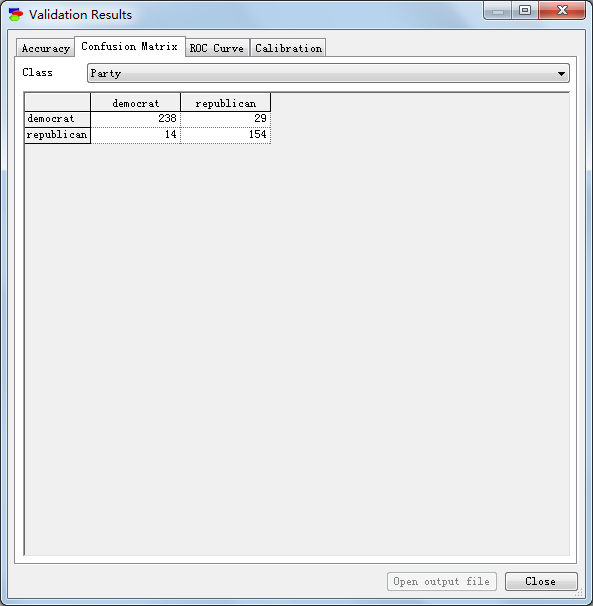 Validation Results
Accuracy Confusion Matrix ROC Curve Calibration
Class Party
democrat republican
democrat 238 29
republican 14 154
Open output file Close